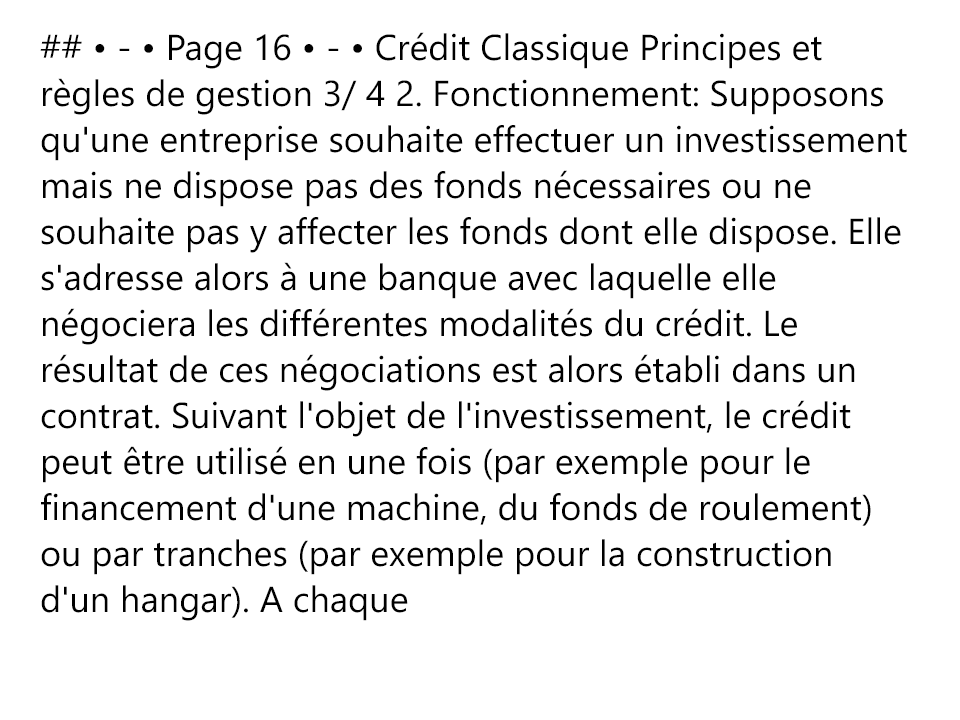 ## • - • Page 16 • - • Crédit Classique Principes et
règles de gestion 3/ 4 2. Fonctionnement: Supposons
qu'une entreprise souhaite effectuer un investissement
mais ne dispose pas des fonds nécessaires ou ne
souhaite pas y affecter les fonds dont elle dispose. Elle
s'adresse alors à une banque avec laquelle elle
négociera les différentes modalités du crédit. Le
résultat de ces négociations est alors établi dans un
contrat. Suivant l'objet de l'investissement, le crédit
peut être utilisé en une fois (par exemple pour le
financement d'une machine, du fonds de roulement)
ou par tranches (par exemple pour la construction
d'un hangar). A chaque